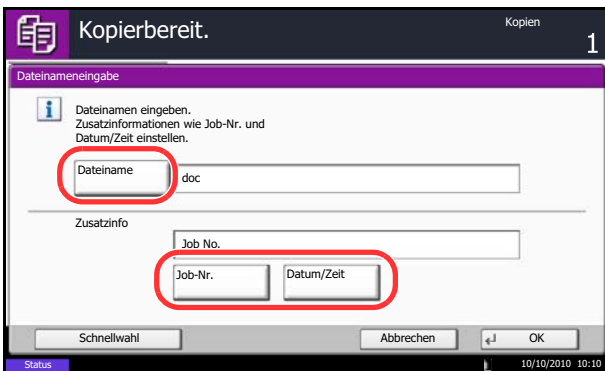 Kopierbereit.
Kopien
1
Dateinameneingabe
Dateinamen eingeben.
Zusatzinformationen wie Job-Nr. und
Datum/Zeit einstellen.
Dateiname
doc
Zusatzinfo
Job No.
Job-Nr.
Datum/Zeit
Schnellwahl
Abbrechen
OK
Status
10/10/2010 10:10